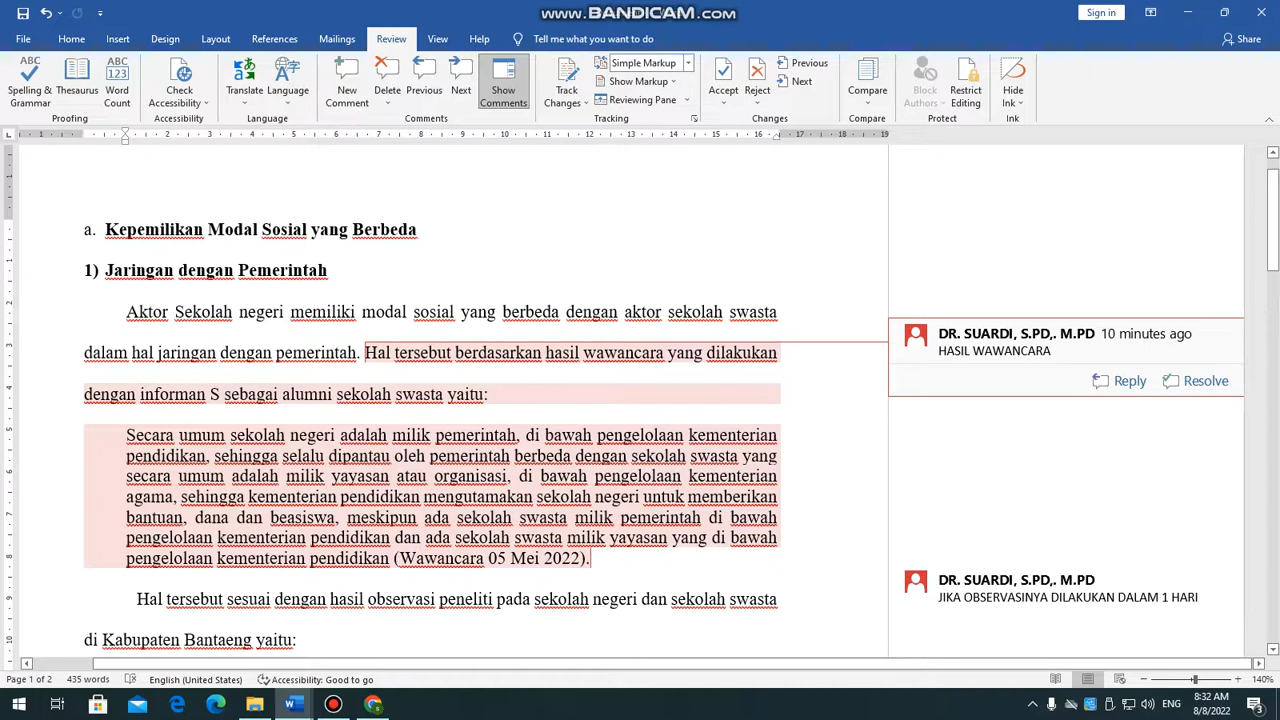 www.BANDICAM.com
Sign in
File Home Insert Design Layout References Mailings Review View Help Tell me what you want to do Share
Spelling & Grammar
Thesaurus
Word Count
Proofing
Check Accessibility
Accessibility
Translate
Language
Language
New Comment
Delete
Previous
Next
Show Comments
Comments
Track Changes
Simple Markup
Show Markup
Reviewing Pane
Tracking
Accept
Reject
Previous
Next
Changes
Compare
Compare
Block Authors
Restrict Editing
Protect
Hide Ink
Ink
a. Kepemilikan Modal Sosial yang Berbeda
1) Jaringan dengan Pemerintah
Aktor Sekolah negeri memiliki modal sosial yang berbeda dengan aktor sekolah swasta
dalam hal jaringan dengan pemerintah. Hal tersebut berdasarkan hasil wawancara yang dilakukan
dengan informan S sebagai alumni sekolah swasta yaitu:
Secara umum sekolah negeri adalah milik pemerintah, di bawah pengelolaan kementerian
pendidikan, sehingga selalu dipantau oleh pemerintah berbeda dengan sekolah swasta yang
secara umum adalah milik yayasan atau organisasi, di bawah pengelolaan kementerian
agama, sehingga kementerian pendidikan mengutamakan sekolah negeri untuk memberikan
bantuan, dana dan beasiswa, meskipun ada sekolah swasta milik pemerintah di bawah
pengelolaan kementerian pendidikan dan ada sekolah swasta milik yayasan yang di bawah
pengelolaan kementerian pendidikan (Wawancara 05 Mei 2022).
Hal tersebut sesuai dengan hasil observasi peneliti pada sekolah negeri dan sekolah swasta
di Kabupaten Bantaeng yaitu:
DR. SUARDI, S.PD,. M.PD 10 minutes ago
HASIL WAWANCARA
Reply Resolve
DR. SUARDI, S.PD,. M.PD
JIKA OBSERVASINYA DILAKUKAN DALAM 1 HARI
Page 1 of 2 435 words English (United States) Accessibility: Good to go 140%
8:32 AM
8/8/2022